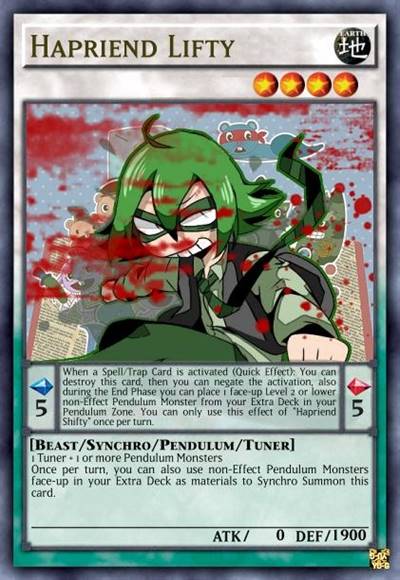 Hapriend Lifty
EARTH
地
When a Spell/Trap Card is activated (Quick Effect): You can
destroy this card, then you can negate the activation, also
during the End Phase you can place 1 face-up Level 2 or lower
non-Effect Pendulum Monster from your Extra Deck in your
Pendulum Zone. You can only use this effect of "Hapriend
Shifty" once per turn.
5
5
[Beast/Synchro/Pendulum/Tuner]
1 Tuner + 1 or more Pendulum Monsters
Once per turn, you can also use non-Effect Pendulum Monsters
face-up in your Extra Deck as materials to Synchro Summon this
card.
ATK/ 0 DEF/1900